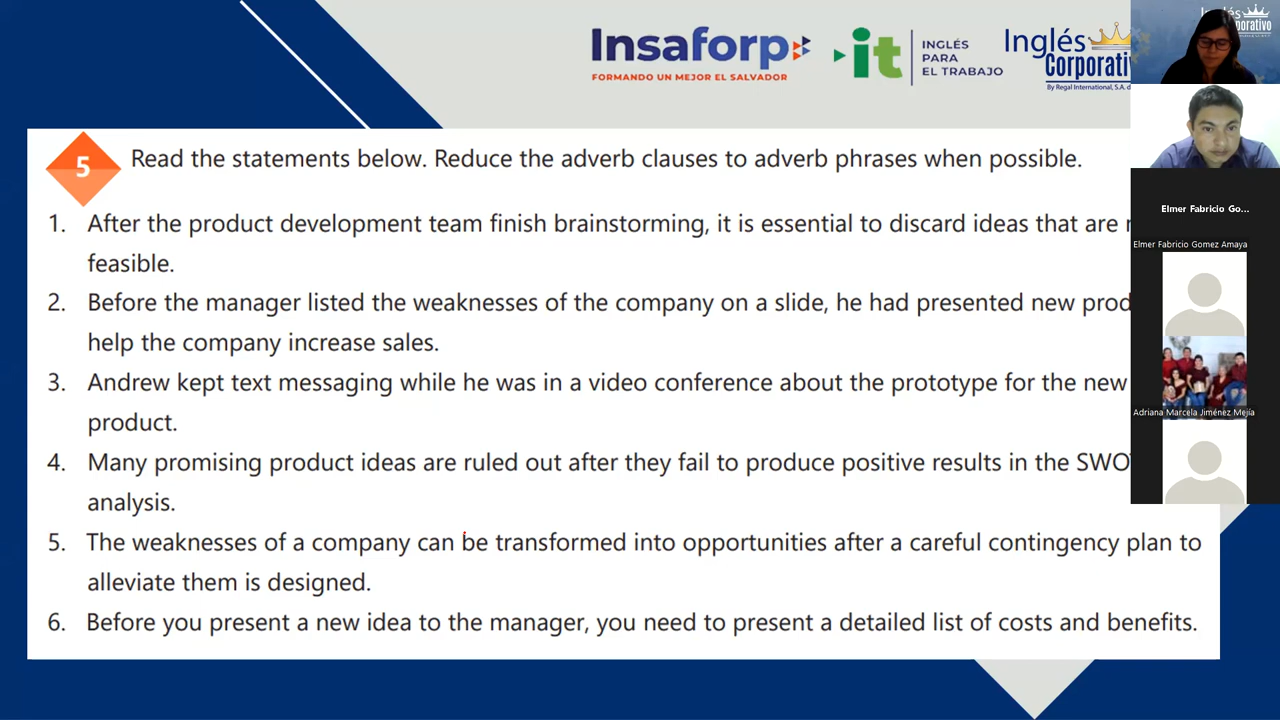 Insaforp
FORMANDO UN MEJOR EL SALVADOR
it
INGLÉS
PARA
EL TRABAJO
Inglés
Corporativ
By Regal International, S.A. d
Inglés
porativo
5
Read the statements below. Reduce the adverb clauses to adverb phrases when possible.
1. After the product development team finish brainstorming, it is essential to discard ideas that are
feasible.
2. Before the manager listed the weaknesses of the company on a slide, he had presented new prod
help the company increase sales.
3. Andrew kept text messaging while he was in a video conference about the prototype for the new
product.
4. Many promising product ideas are ruled out after they fail to produce positive results in the SWO
analysis.
5. The weaknesses of a company can be transformed into opportunities after a careful contingency plan to
alleviate them is designed.
6. Before you present a new idea to the manager, you need to present a detailed list of costs and benefits.
Elmer Fabricio Go...
Elmer Fabricio Gomez Amaya
Adriana Marcela Jiménez Mejía